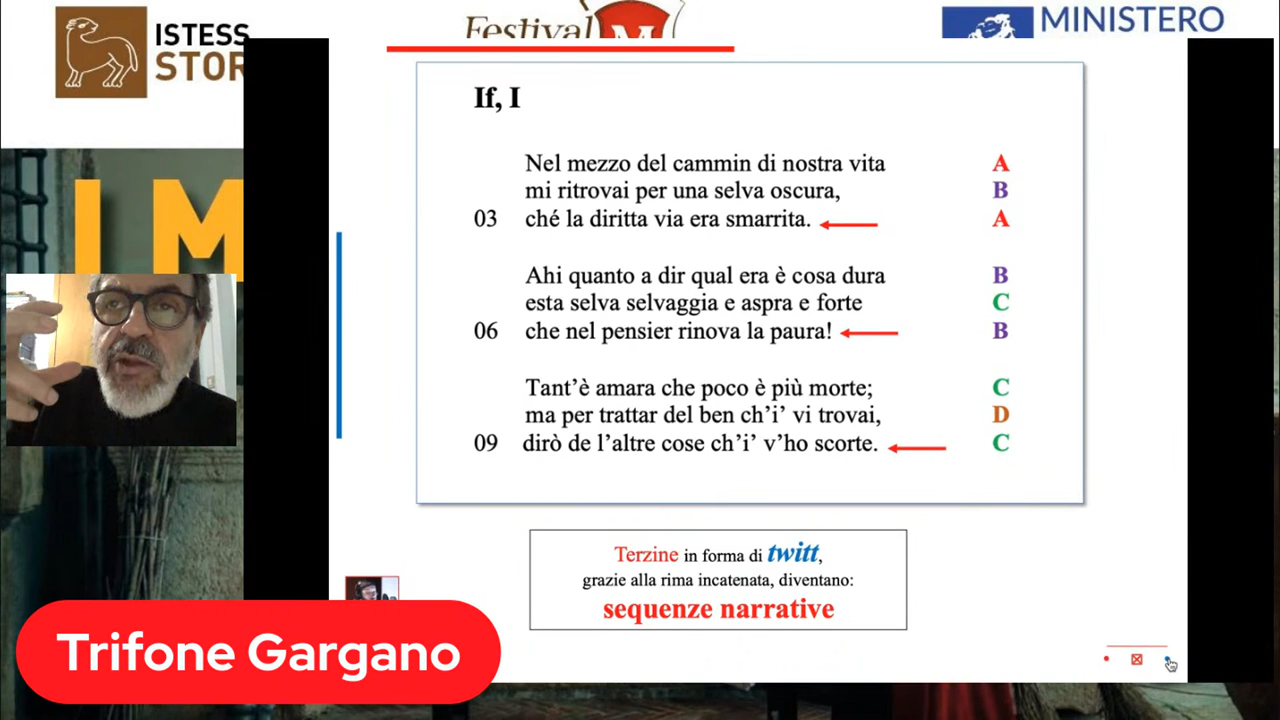 ISTESS
STOR
Festival M
MINISTERO
I M
If, I
Nel mezzo del cammin di nostra vita A
mi ritrovai per una selva oscura, B
03 ché la diritta via era smarrita. A
Ahi quanto a dir qual era è cosa dura B
esta selva selvaggia e aspra e forte C
06 che nel pensier rinova la paura! B
Tant'è amara che poco è più morte; C
ma per trattar del ben ch'i' vi trovai, D
09 dirò de l'altre cose ch'i' v'ho scorte. C
Terzine in forma di twitt,
grazie alla rima incatenata, diventano:
sequenze narrative
Trifone Gargano